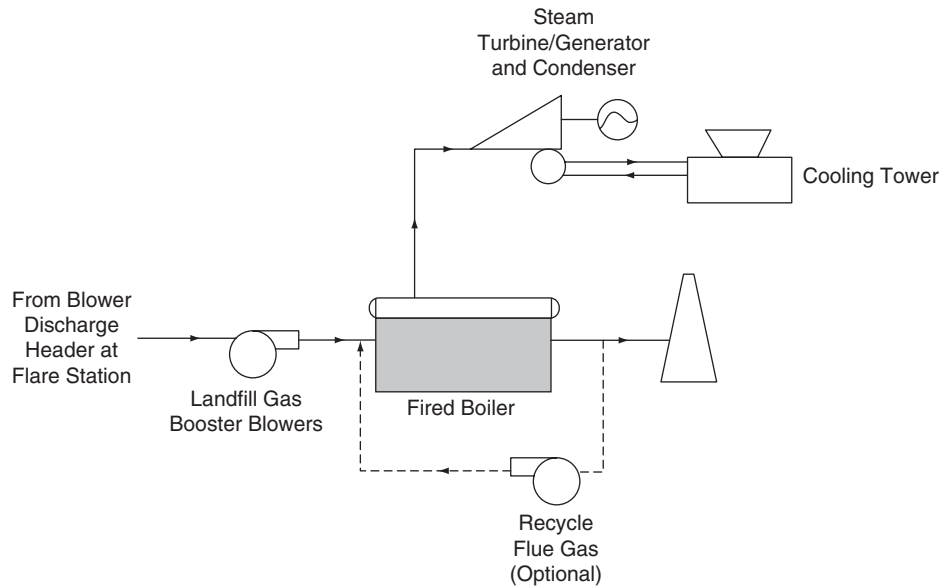 Steam
Turbine/Generator
and Condenser
Cooling Tower
From Blower
Discharge
Header at
Flare Station
Landfill Gas
Booster Blowers
Fired Boiler
Recycle
Flue Gas
(Optional)